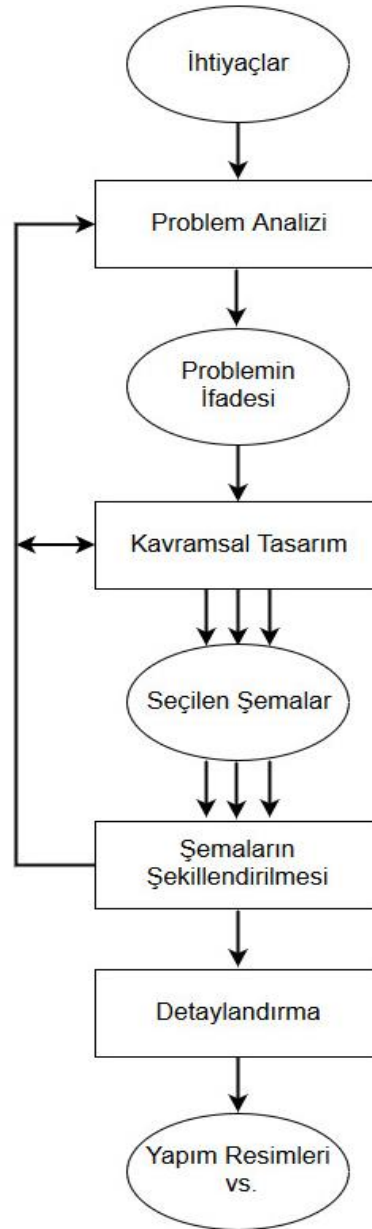 İhtiyaçlar
Problem Analizi
Problemin
İfadesi
Kavramsal Tasarım
Seçilen Şemalar
Şemaların
Şekillendirilmesi
Detaylandırma
Yapım Resimleri
vs.